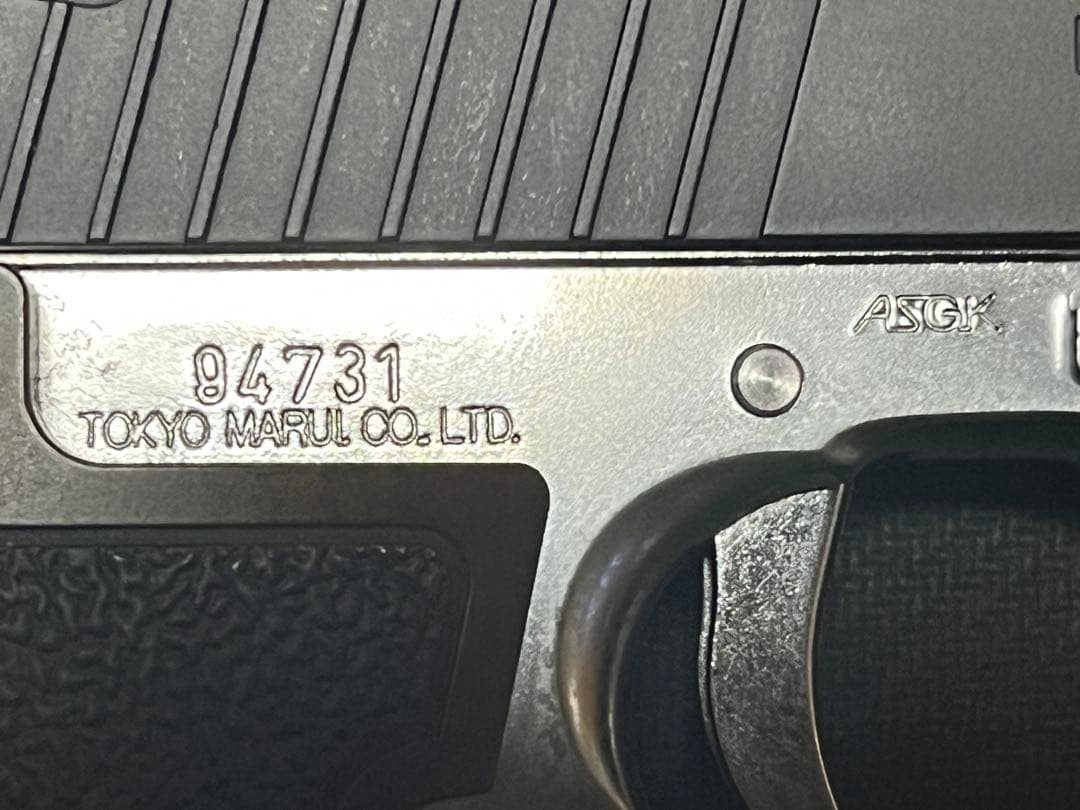 ASGK
94731
TOKYO MARUI CO. LTD.